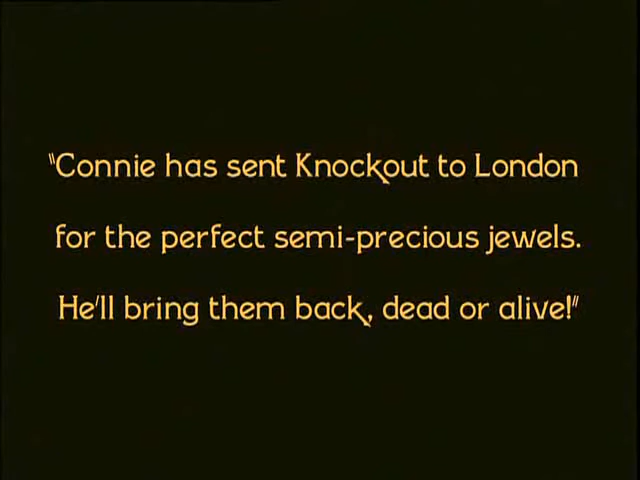 "Connie has sent Knockout to London
for the perfect semi-precious jewels.
He'll bring them back, dead or alive!"